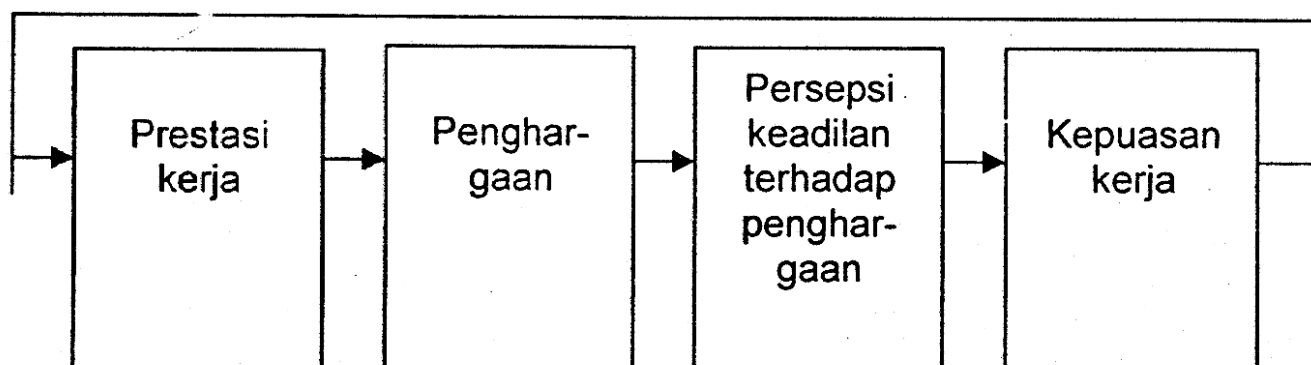 Prestasi
kerja
Penghar-
gaan
Persepsi
keadilan
terhadap
penghar-
gaan
Kepuasan
kerja